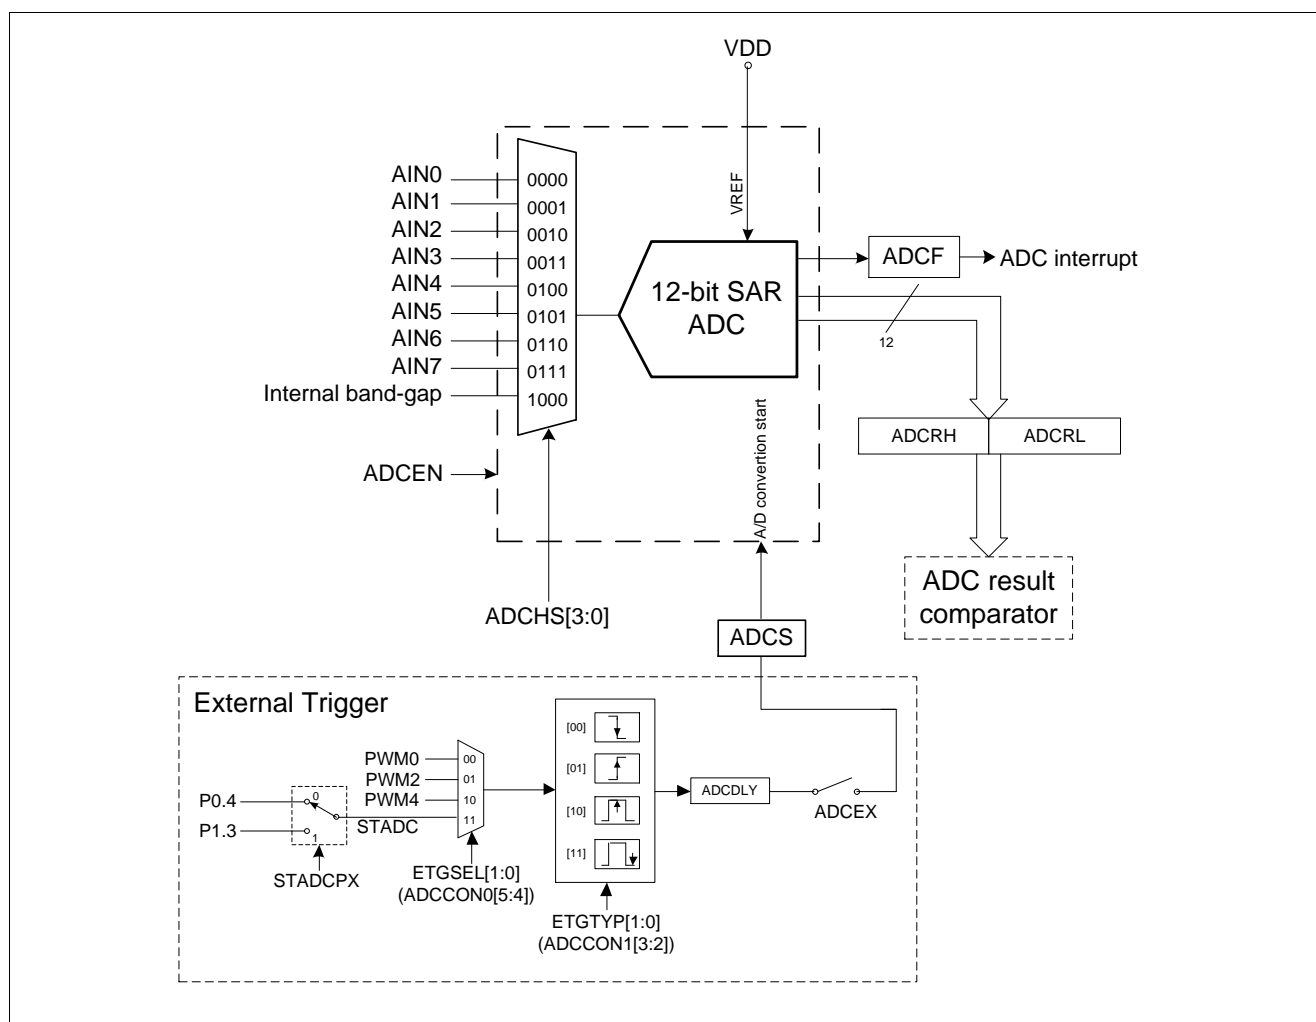 VDD
VREF
AIN0
AIN1
AIN2
AIN3
AIN4
AIN5
AIN6
AIN7
Internal band-gap
0000
0001
0010
0011
0100
0101
0110
0111
1000
12-bit SAR
ADC
ADCF
ADC interrupt
12
ADCRH
ADCRL
ADCEN
A/D convertion start
ADC result
comparator
ADCHS[3:0]
ADCS
External Trigger
P0.4
P1.3
0
1
STADCPX
PWM0
PWM2
PWM4
STADC
00
01
10
11
ETGSEL[1:0]
(ADCCON0[5:4])
[00]
[01]
[10]
[11]
ETGTYP[1:0]
(ADCCON1[3:2])
ADCDLY
ADCEX